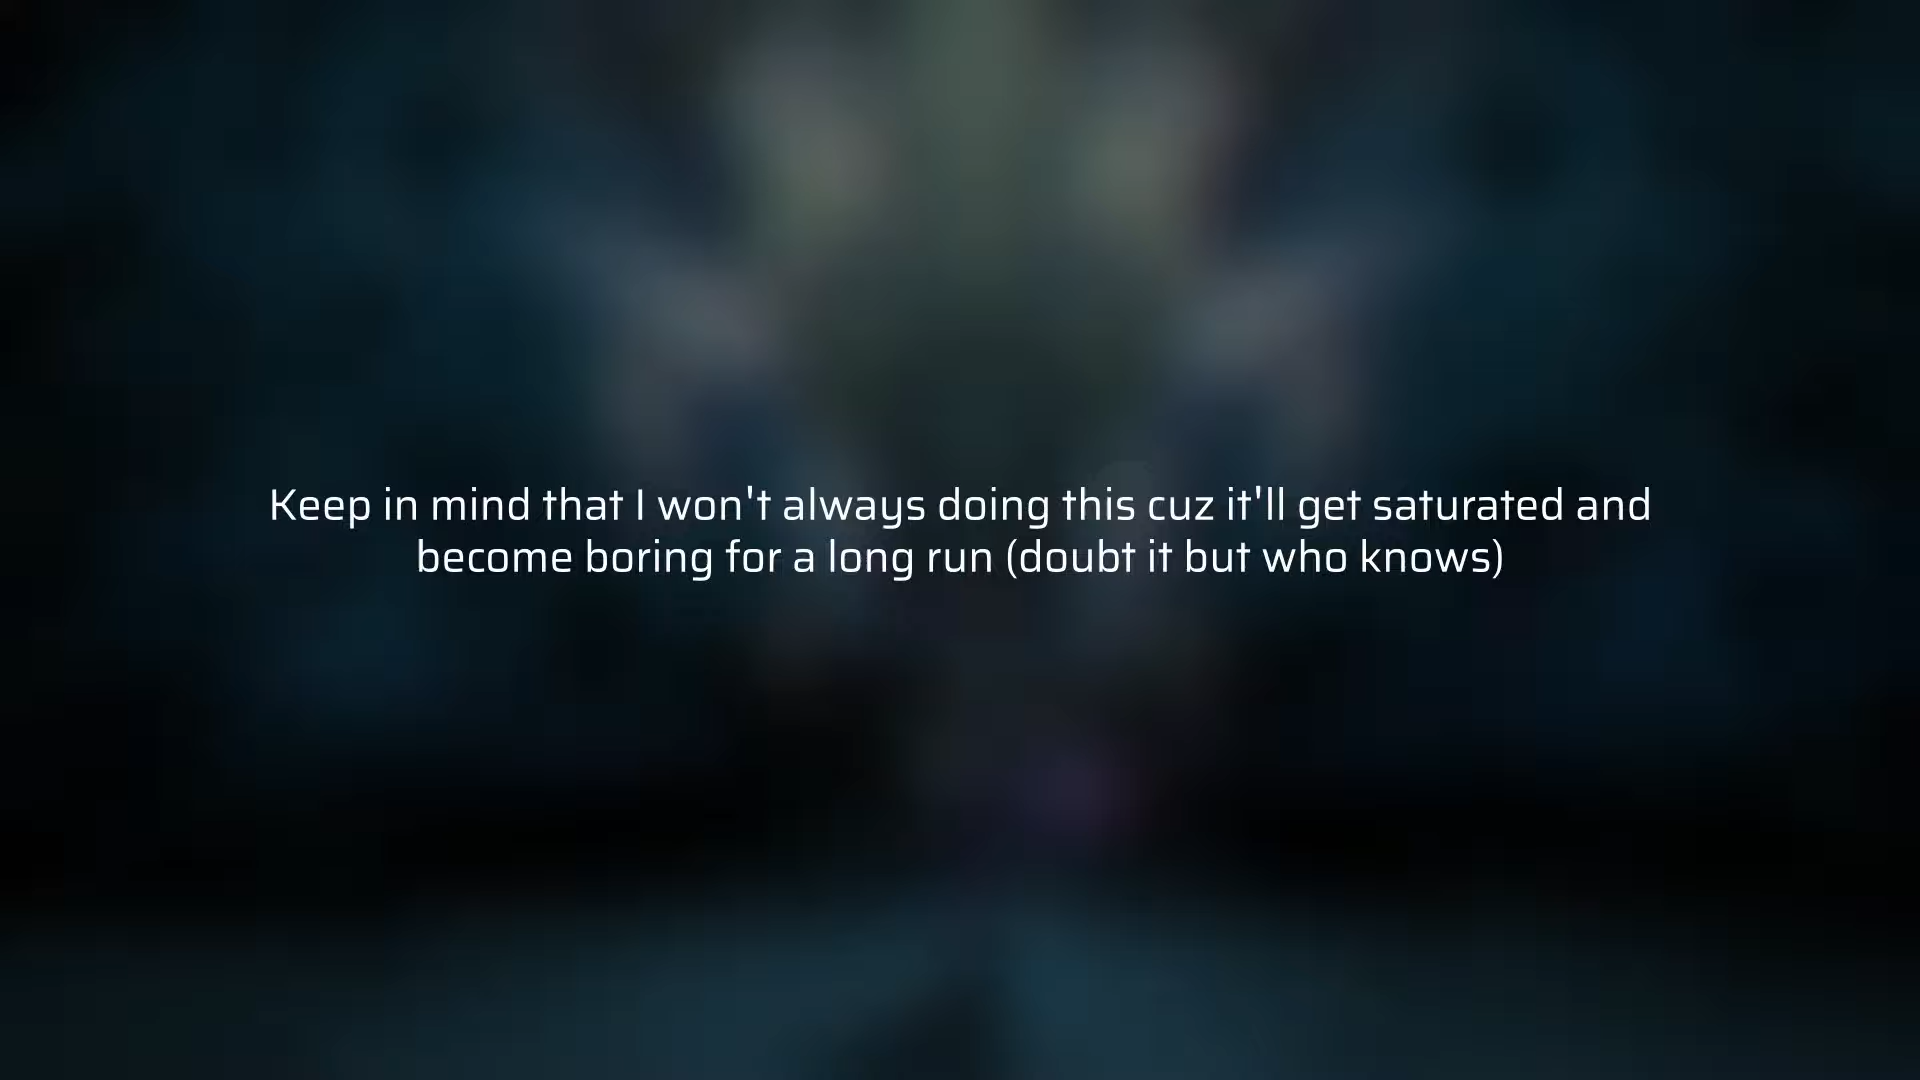 Keep in mind that I won't always doing this cuz it'll get saturated and
become boring for a long run (doubt it but who knows)